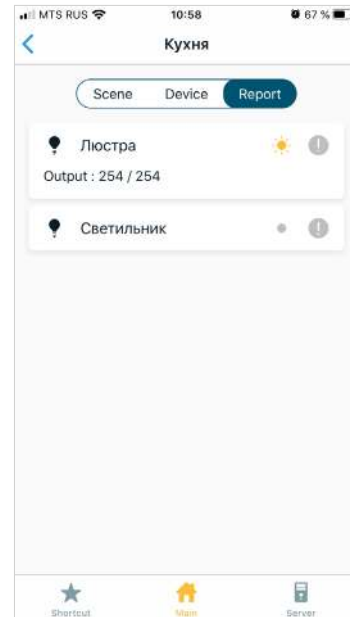 MTS RUS 10:58 67 %
Кухня
Scene Device Report
Люстра
Output : 254 / 254
Светильник
Shortcut Main Server